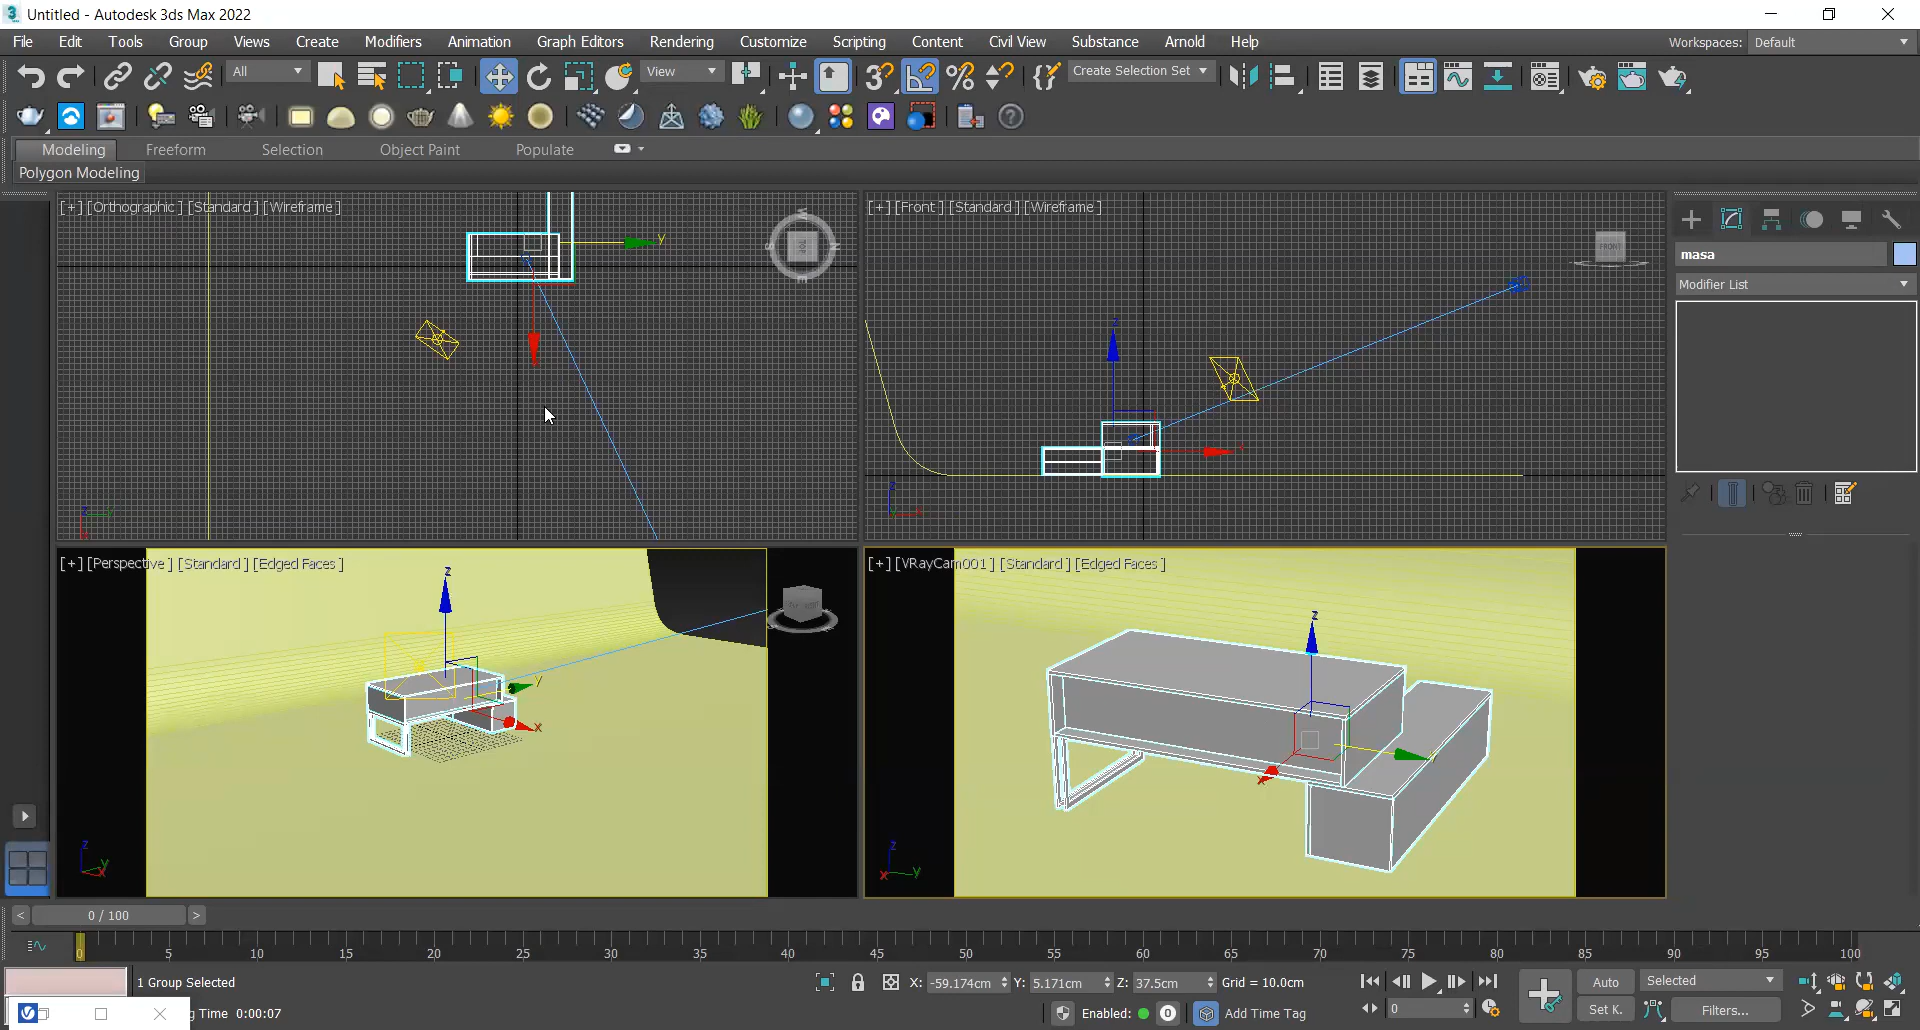 Untitled - Autodesk 3ds Max 2022
File Edit Tools Group Views Create Modifiers Animation Graph Editors Rendering Customize Scripting Content Civil View Substance Arnold Help Workspaces: Default
All View Create Selection Set
Modeling Freeform Selection Object Paint Populate
Polygon Modeling
[+] [Orthographic ] [Standard ] [Wireframe ]
[+] [Front ] [Standard ] [Wireframe ]
W
S TOP N
E
FRONT
y
z
x
masa
Modifier List
[+] [Perspective ] [Standard ] [Edged Faces ]
[+] [VRayCam001 ] [Standard ] [Edged Faces ]
z
y
x
z
y
x
z
y
x
z
x y
< 0 / 100 >
0 5 10 15 20 25 30 35 40 45 50 55 60 65 70 75 80 85 90 95 100
1 Group Selected X: -59.174cm Y: 5.171cm Z: 37.5cm Grid = 10.0cm Auto Selected
g Time 0:00:07 Enabled: 0 Add Time Tag 0 Set K. Filters...